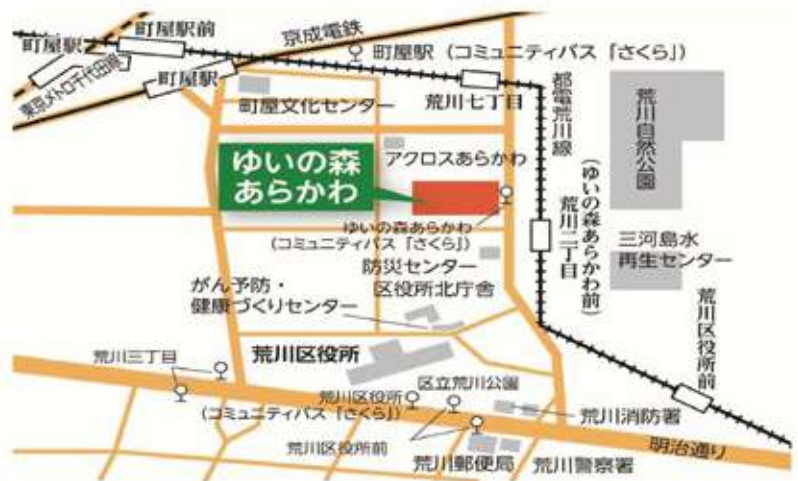 町屋駅前
京成電鉄
町屋駅
町屋駅（コミュニティバス「さくら」）
東京メトロ千代田線
町屋駅
町屋文化センター
荒川七丁目
都電荒川線
荒川自然公園
アクロスあらかわ
ゆいの森
あらかわ
ゆいの森あらかわ
（コミュニティバス「さくら」）
荒川二丁目
（ゆいの森あらかわ前）
防災センター
区役所北庁舎
三河島水
再生センター
がん予防・
健康づくりセンター
荒川区役所前
荒川三丁目
荒川区役所
区立荒川公園
荒川区役所
（コミュニティバス「さくら」）
荒川消防署
荒川区役所前
荒川郵便局
荒川警察署
明治通り